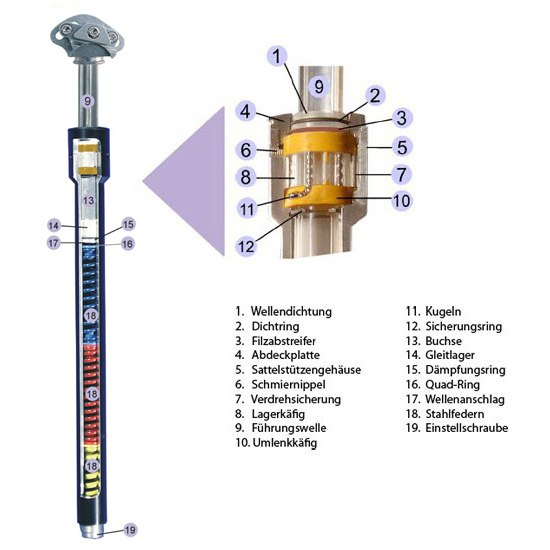 1
9
2
4
3
6
5
8
7
11
10
12
9
13
14
15
17
16
18
18
18
19
1. Wellendichtung
2. Dichtring
3. Filzabstreifer
4. Abdeckplatte
5. Sattelstützengehäuse
6. Schmiernippel
7. Verdrehsicherung
8. Lagerkäfig
9. Führungswelle
10. Umlenkkäfig
11. Kugeln
12. Sicherungsring
13. Buchse
14. Gleitlager
15. Dämpfungsring
16. Quad-Ring
17. Wellenanschlag
18. Stahlfedern
19. Einstellschraube